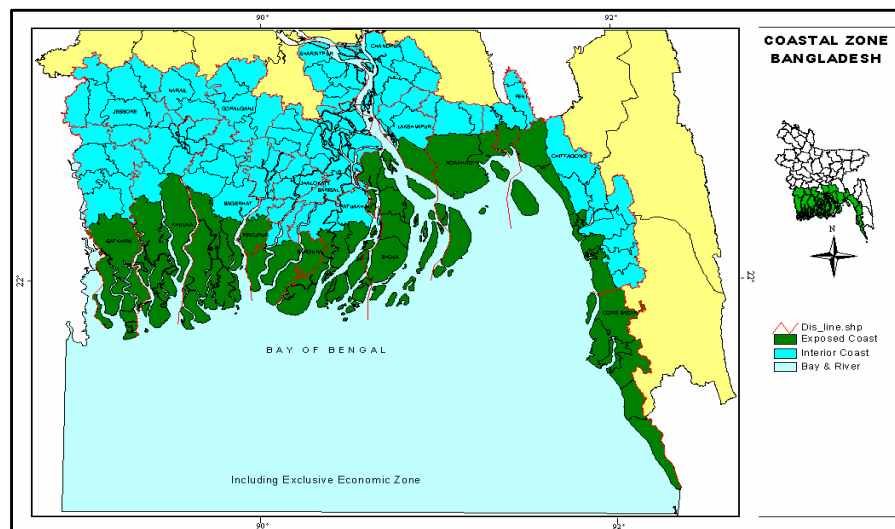 90°
92°
COASTAL ZONE
BANGLADESH
SHARIATPUR
CHANDPUR
NARAIL
JESSORE
GOPALGANJ
FENI
LAKSHMIPUR
NOAKHALI
CHITTAGONG
JHALOKATI
BARISAL
BAGERHAT
PATUAKHALI
KHULNA
PIROJPUR
SATKHIRA
BARGUNA
BHOLA
N
22°
22°
COX'S BAZAR
BAY OF BENGAL
Dis_line.shp
Exposed Coast
Interior Coast
Bay & River
Including Exclusive Economic Zone
90°
92°